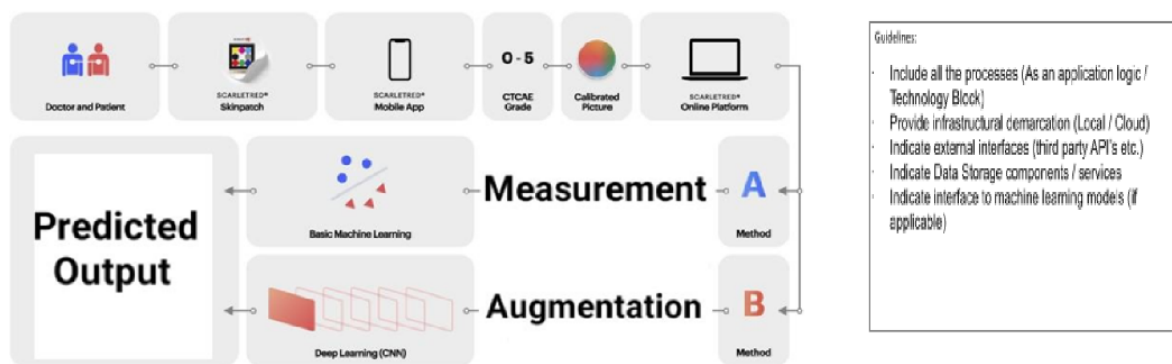 0 - 5
SCARLETRED®
SCARLETRED®
CTCAE
Calibrated
SCARLETRED®
Doctor and Patient
Skinpatch
Mobile App
Grade
Picture
Online Platform
Predicted
Output
Basic Machine Learning
Measurement
A
Method
Deep Learning (CNN)
Augmentation
B
Method
Guidelines:
· Include all the processes (As an application logic /
Technology Block)
· Provide infrastructural demarcation (Local / Cloud)
· Indicate external interfaces (third party API's etc.)
· Indicate Data Storage components / services
· Indicate interface to machine learning models (if
applicable)